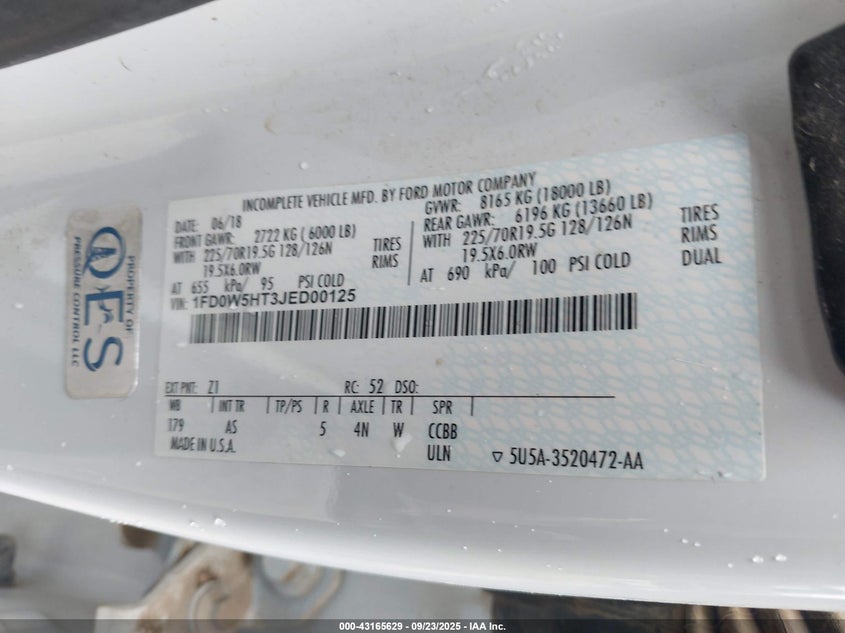 INCOMPLETE VEHICLE MFD. BY FORD MOTOR COMPANY
DATE: 06/18
GVWR: 8165 KG (18000 LB)
FRONT GAWR: 2722 KG ( 6000 LB)
REAR GAWR: 6196 KG (13660 LB)
WITH 225/70R19.5G 128/126N TIRES
WITH 225/70R19.5G 128/126N TIRES
19.5X6.0RW RIMS
19.5X6.0RW RIMS
AT 655 kPa/ 95 PSI COLD
AT 690 kPa/ 100 PSI COLD DUAL
VIN: 1FD0W5HT3JED00125
EXT PNT: Z1 RC: 52 DSO:
WB INT TR TP/PS R AXLE TR SPR
179 AS 5 4N W CCBB
MADE IN U.S.A. ULN ▽ 5U5A-3520472-AA
PROPERTY OF:
QES
PRESSURE CONTROL LLC
000-43165629 - 09/23/2025 - IAA Inc.